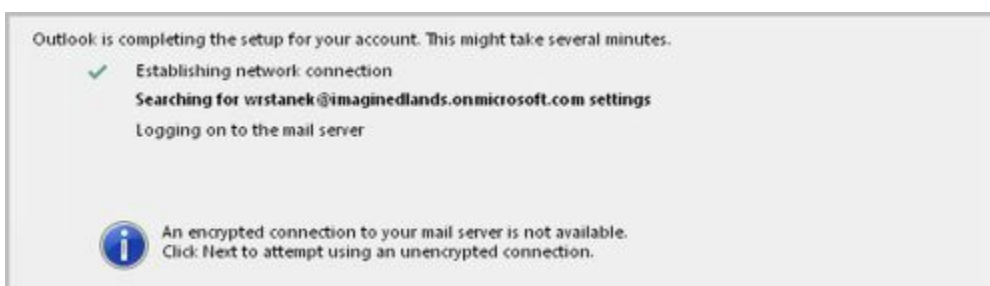 Outlook is completing the setup for your account. This might take several minutes.
Establishing network connection
Searching for wrstanek@imaginedlands.onmicrosoft.com settings
Logging on to the mail server
An encrypted connection to your mail server is not available.
Click Next to attempt using an unencrypted connection.